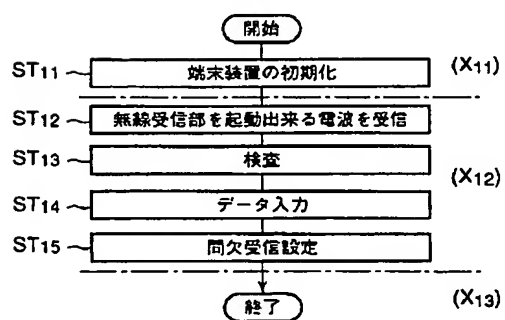 開始
ST11 端末装置の初期化 (X11)
ST12 無線受信部を起動出来る電波を受信
ST13 検査
(X12)
ST14 データ入力
ST15 間欠受信設定
(X13)
終了